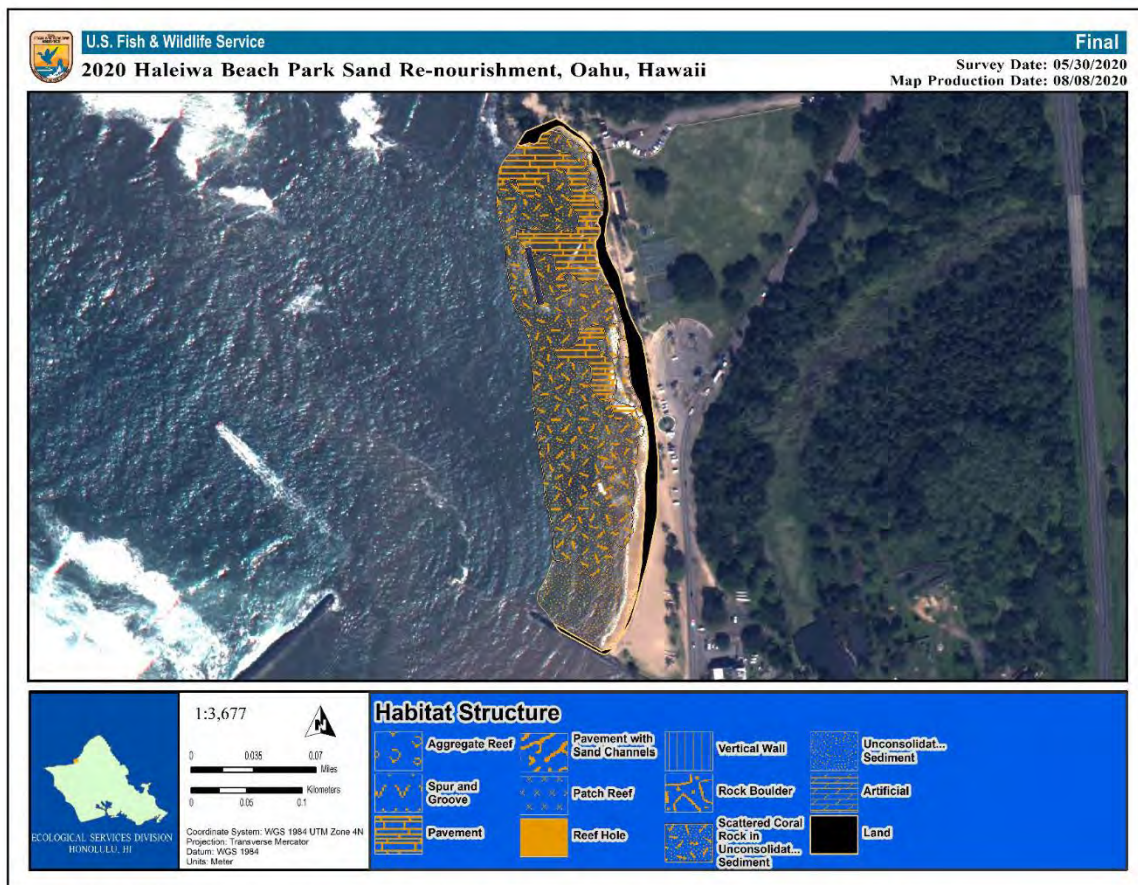 U.S. Fish & Wildlife Service
Final
2020 Haleiwa Beach Park Sand Re-nourishment, Oahu, Hawaii
Survey Date: 05/30/2020
Map Production Date: 08/08/2020
ECOLOGICAL SERVICES DIVISION
HONOLULU, HI
1:3,677
N
0 0.035 0.07
Miles
0 0.05 0.1
Kilometers
Coordinate System: WGS 1984 UTM Zone 4N
Projection: Transverse Mercator
Datum: WGS 1984
Units: Meter
Habitat Structure
Aggregate Reef
Spur and
Groove
Pavement
Pavement with
Sand Channels
Patch Reef
Reef Hole
Vertical Wall
Rock Boulder
Scattered Coral
Rock in
Unconsolidat...
Sediment
Unconsolidat...
Sediment
Artificial
Land